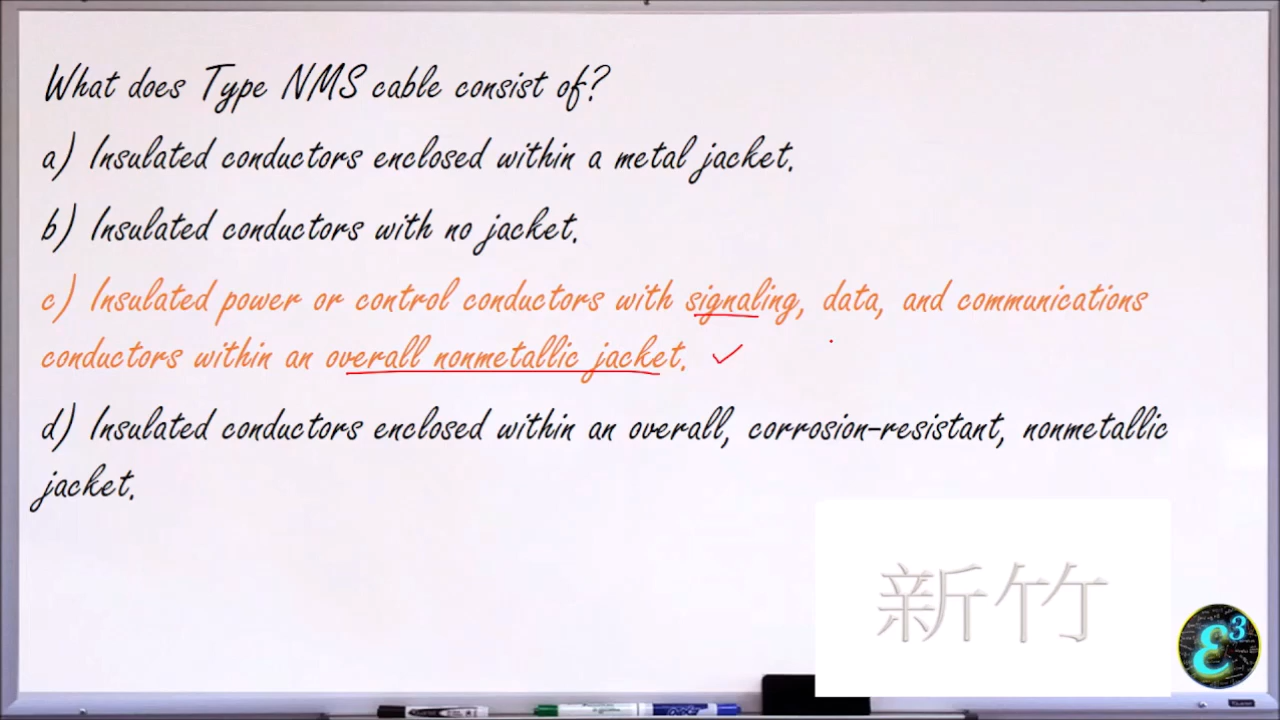 What does Type NMS cable consist of?
a) Insulated conductors enclosed within a metal jacket.
b) Insulated conductors with no jacket.
c) Insulated power or control conductors with signaling, data, and communications
conductors within an overall nonmetallic jacket.
d) Insulated conductors enclosed within an overall, corrosion-resistant, nonmetallic
jacket.
新竹
ε3